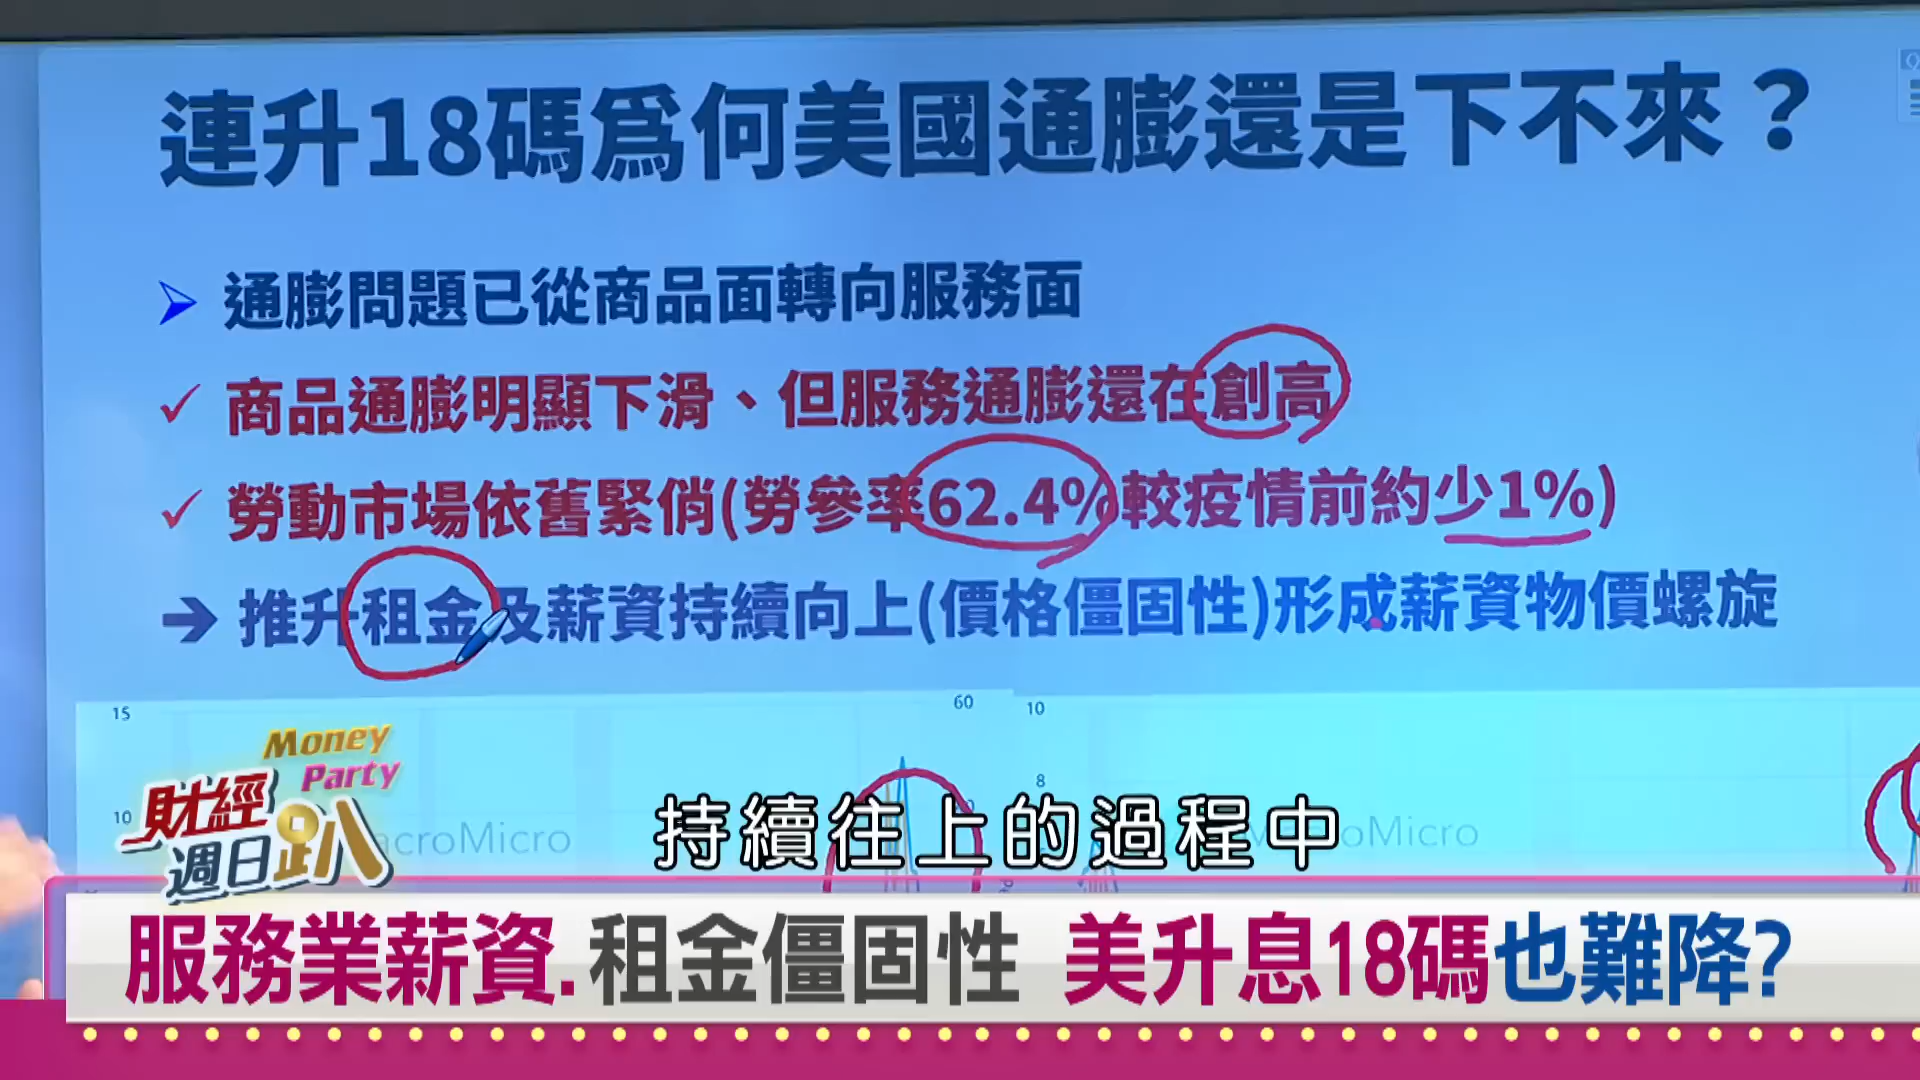 連升18碼爲何美國通膨還是下不來？
通膨問題已從商品面轉向服務面
商品通膨明顯下滑、但服務通膨還在創高
勞動市場依舊緊俏(勞參率62.4%較疫情前約少1%)
推升租金及薪資持續向上(價格僵固性)形成薪資物價螺旋
15
60
10
8
10
Money
Party
財經
週日趴
acroMicro
oMicro
持續往上的過程中
服務業薪資.租金僵固性 美升息18碼也難降?